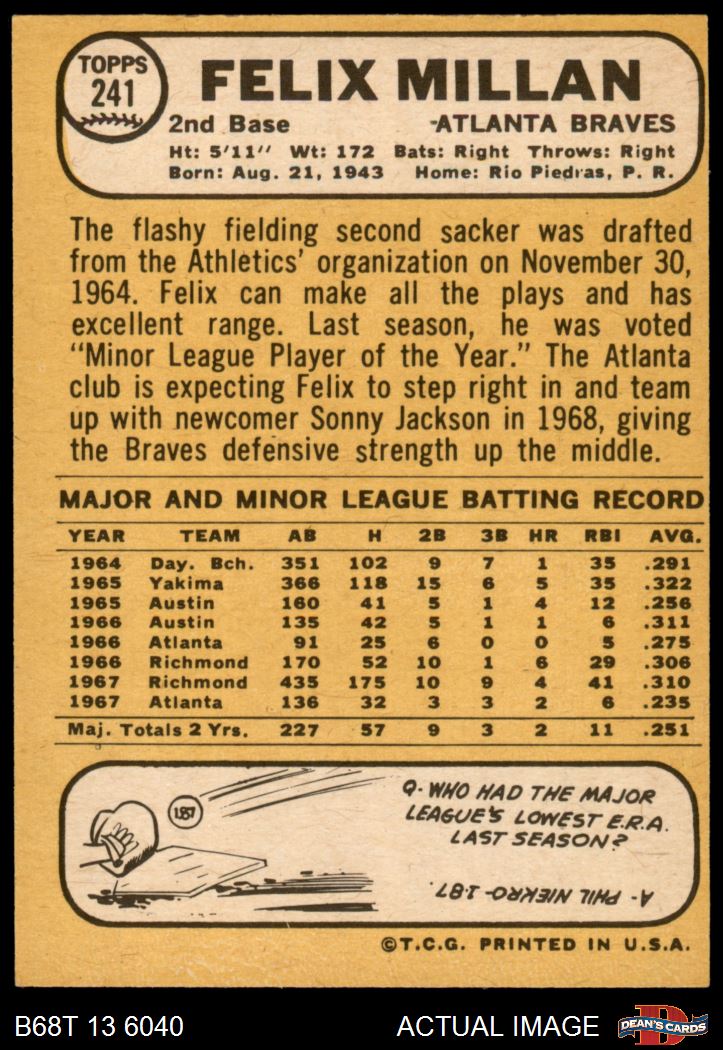 TOPPS
241
FELIX MILLAN
2nd Base ATLANTA BRAVES
Ht: 5'11" Wt: 172 Bats: Right Throws: Right
Born: Aug. 21, 1943 Home: Rio Piedras, P. R.
The flashy fielding second sacker was drafted
from the Athletics' organization on November 30,
1964. Felix can make all the plays and has
excellent range. Last season, he was voted
"Minor League Player of the Year." The Atlanta
club is expecting Felix to step right in and team
up with newcomer Sonny Jackson in 1968, giving
the Braves defensive strength up the middle.
MAJOR AND MINOR LEAGUE BATTING RECORD
YEAR TEAM AB H 2B 3B HR RBI AVG.
1964 Day. Bch. 351 102 9 7 1 35 .291
1965 Yakima 366 118 15 6 5 35 .322
1965 Austin 160 41 5 1 4 12 .256
1966 Austin 135 42 5 1 1 6 .311
1966 Atlanta 91 25 6 0 0 5 .275
1966 Richmond 170 52 10 1 6 29 .306
1967 Richmond 435 175 10 9 4 41 .310
1967 Atlanta 136 32 3 3 2 6 .235
Maj. Totals 2 Yrs. 227 57 9 3 2 11 .251
1.87
Q- WHO HAD THE MAJOR
LEAGUE'S LOWEST E.R.A.
LAST SEASON?
A- PHIL NIEKRO-1.87.
©T.C.G. PRINTED IN U.S.A.
B68T 13 6040 ACTUAL IMAGE
D
DEAN'S CARDS